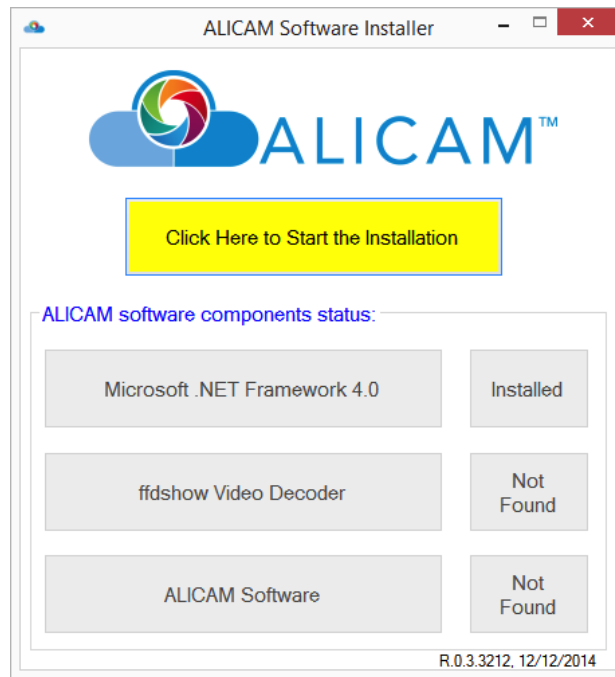 ALICAM Software Installer
ALICAM™
Click Here to Start the Installation
ALICAM software components status:
Microsoft .NET Framework 4.0
Installed
ffdshow Video Decoder
Not
Found
ALICAM Software
Not
Found
R.0.3.3212, 12/12/2014